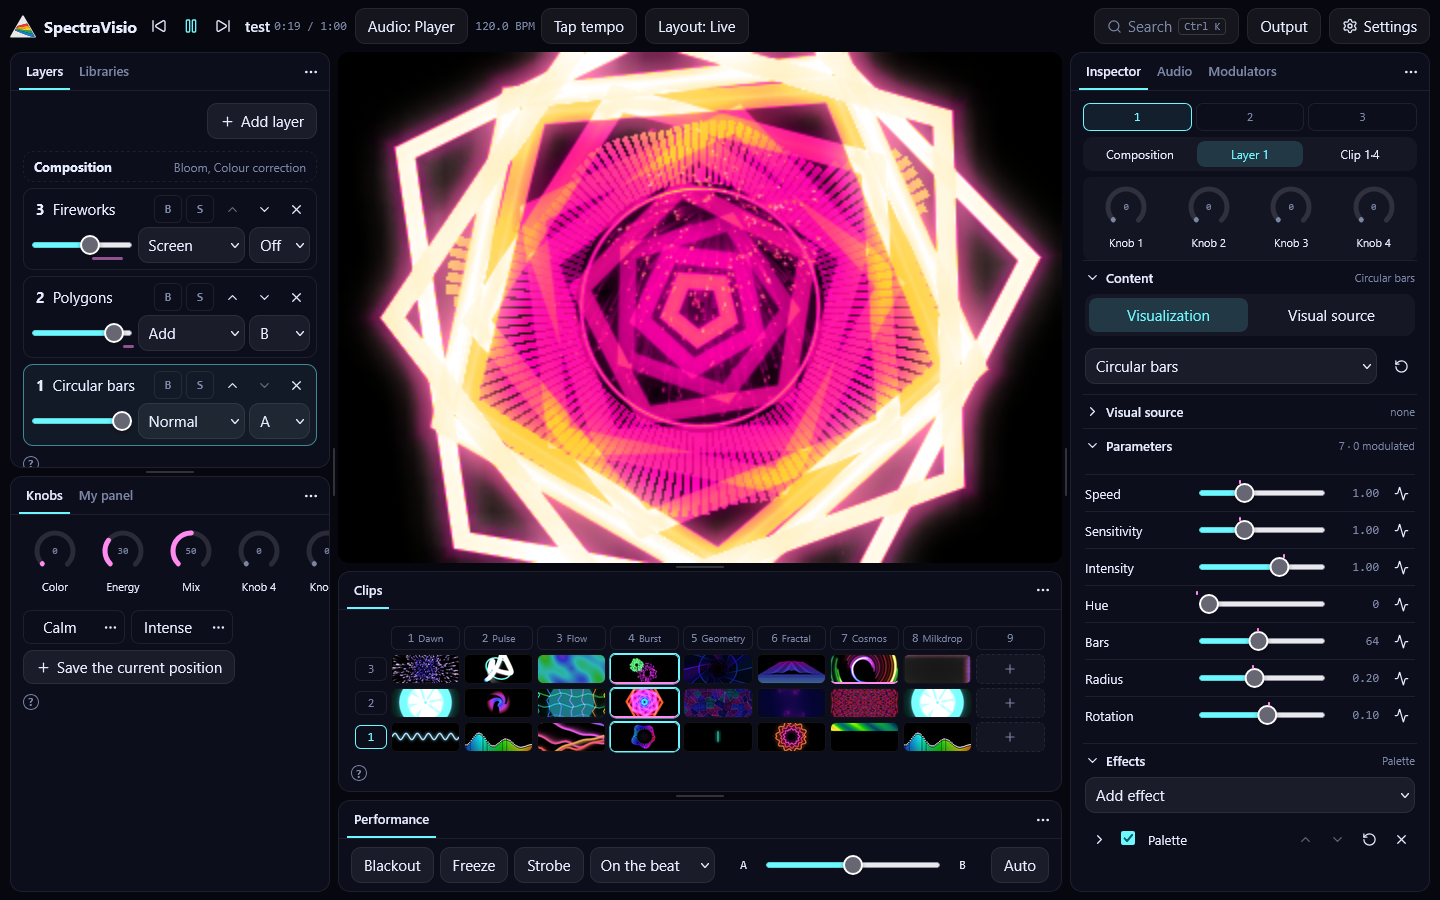 SpectraVisio test 0:19 / 1:00 Audio: Player 120.0 BPM Tap tempo Layout: Live Search Ctrl K Output Settings
Layers Libraries
Add layer
Composition Bloom, Colour correction
3 Fireworks B S
Screen Off
2 Polygons B S
Add B
1 Circular bars B S
Normal A
?
Knobs My panel
0 30 50 0
Color Energy Mix Knob 4 Kno
Calm Intense
Save the current position
?
Clips
1 Dawn 2 Pulse 3 Flow 4 Burst 5 Geometry 6 Fractal 7 Cosmos 8 Milkdrop 9
3
2
1
?
Performance
Blackout Freeze Strobe On the beat A B Auto
Inspector Audio Modulators
1 2 3
Composition Layer 1 Clip 1-4
0 0 0 0
Knob 1 Knob 2 Knob 3 Knob 4
Content Circular bars
Visualization Visual source
Circular bars
Visual source none
Parameters 7 · 0 modulated
Speed 1.00
Sensitivity 1.00
Intensity 1.00
Hue 0
Bars 64
Radius 0.20
Rotation 0.10
Effects Palette
Add effect
Palette